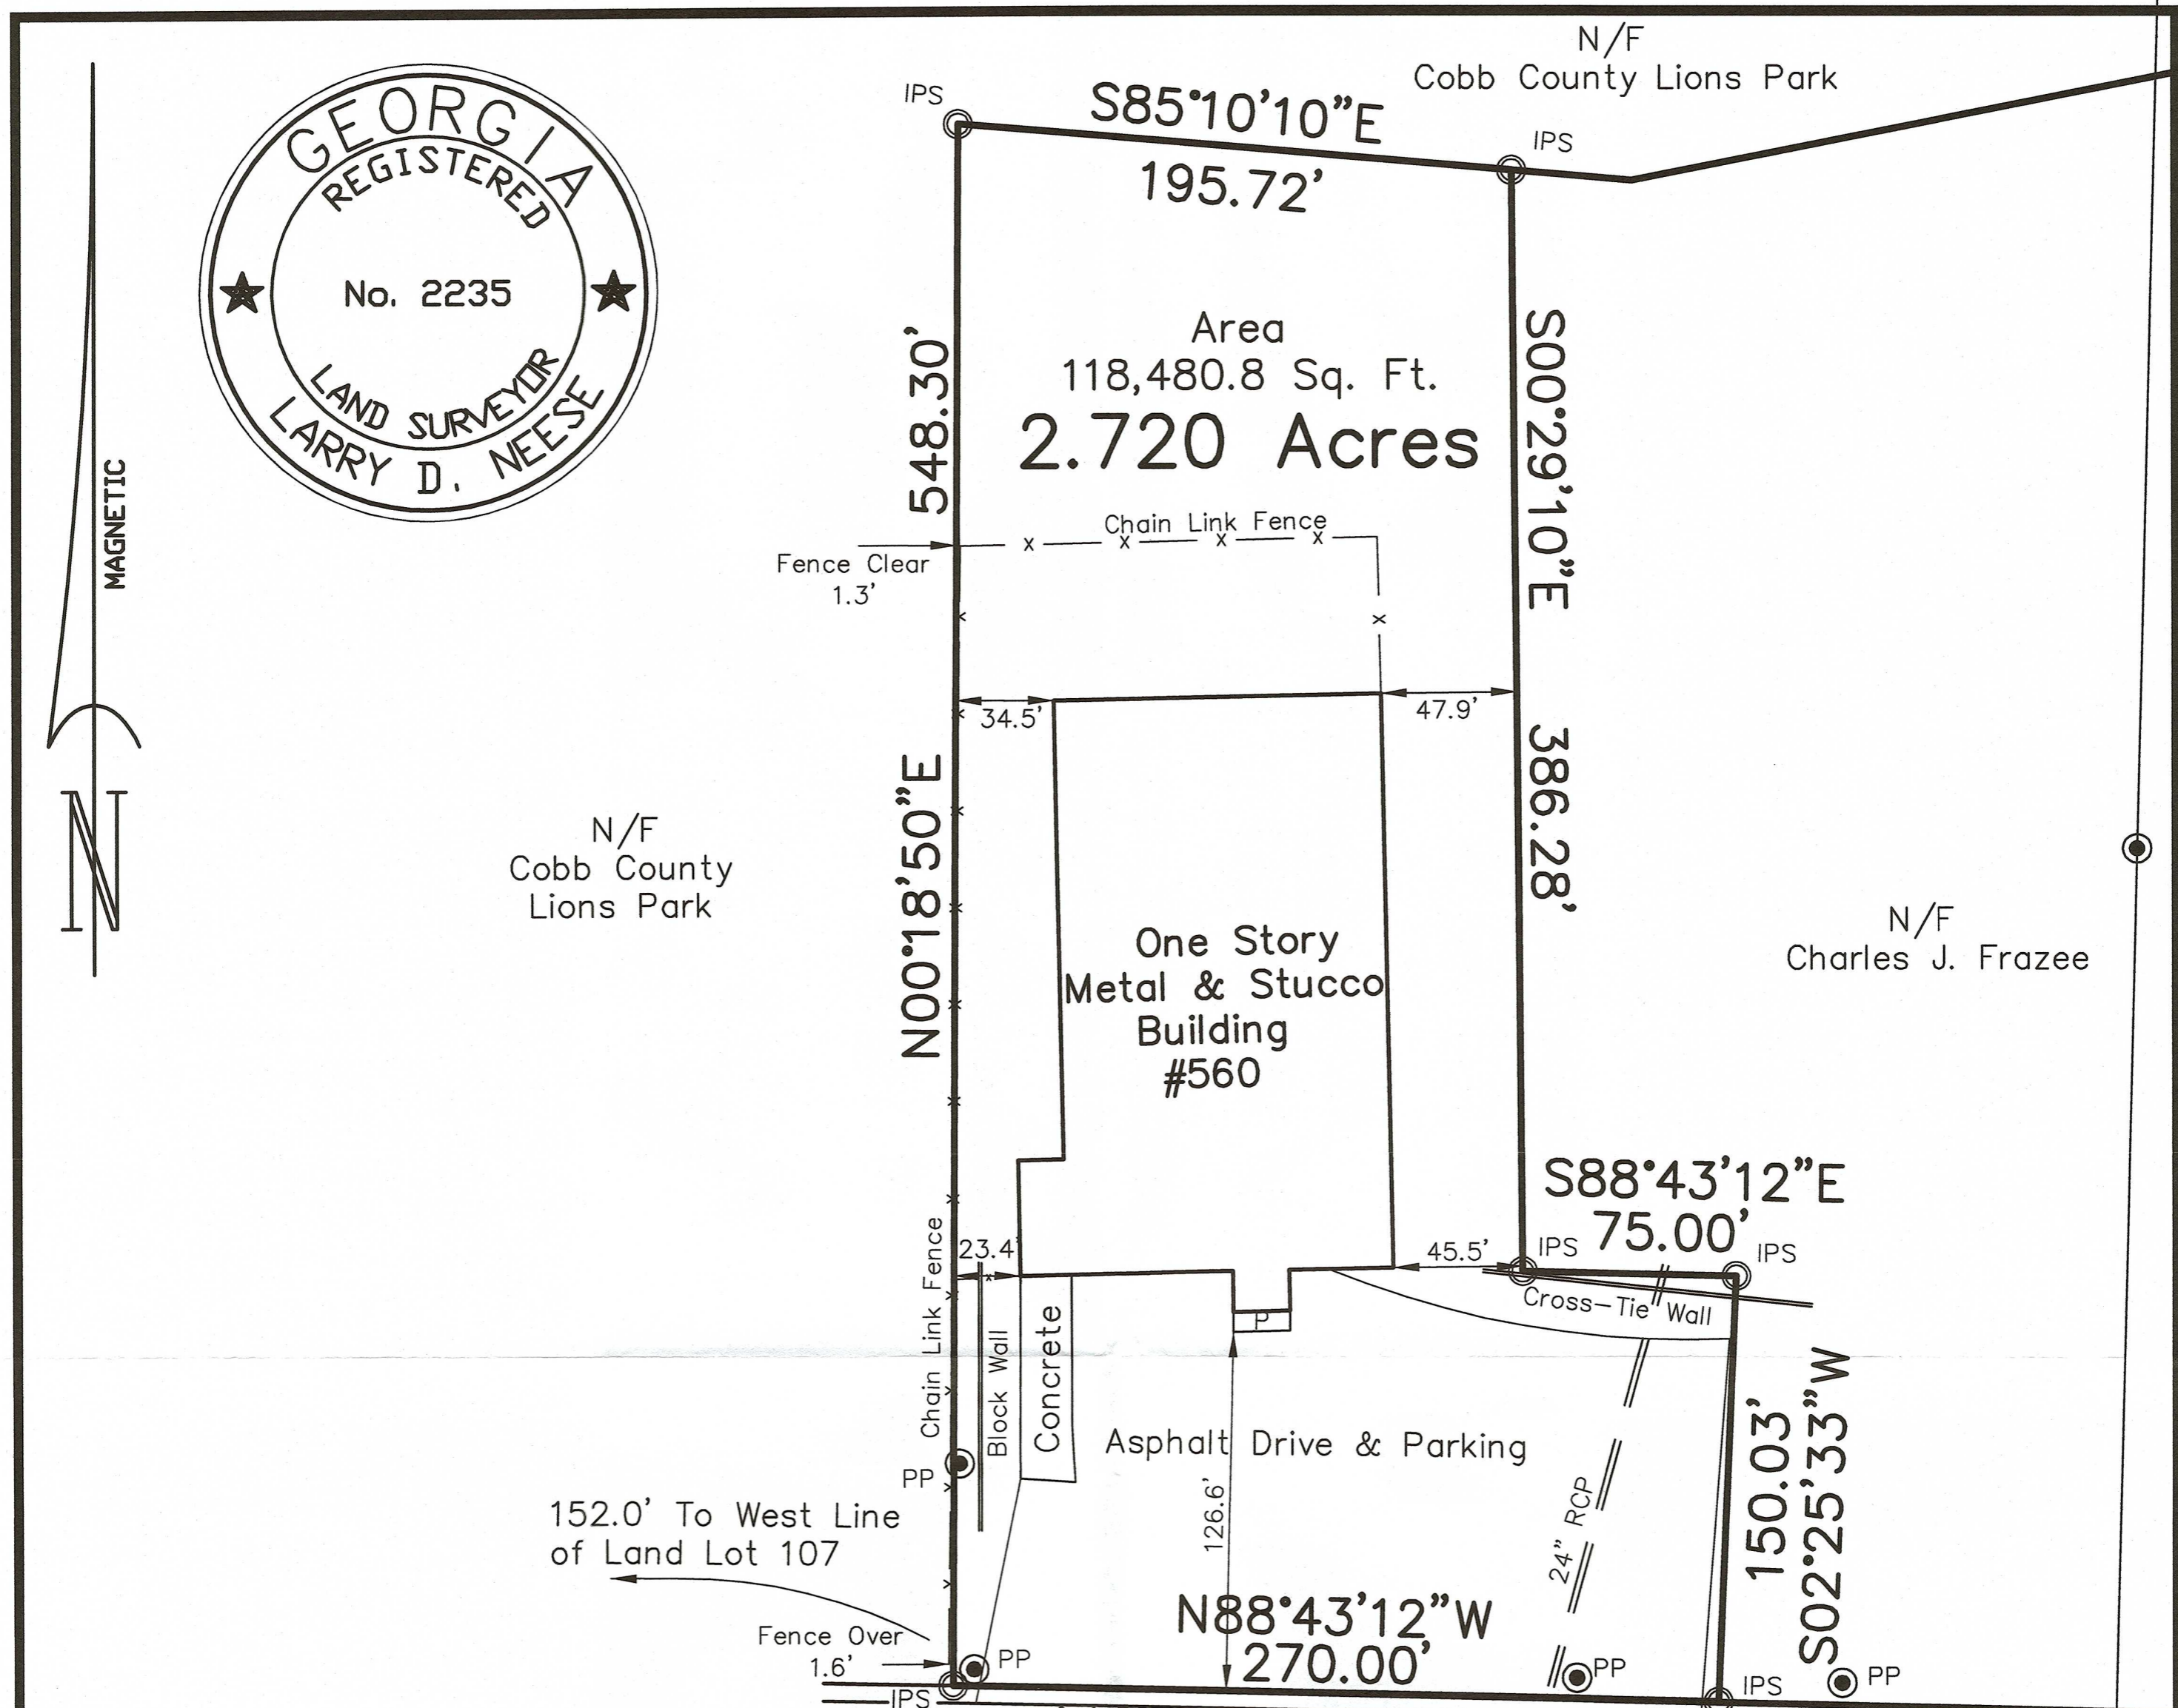 GEORGIA
REGISTERED
No. 2235
LAND SURVEYOR
LARRY D. NEESE
MAGNETIC
N
N/F
Cobb County Lions Park
IPS
S85°10'10"E
195.72'
IPS
Area
118,480.8 Sq. Ft.
2.720 Acres
548.30'
N00°18'50"E
S00°29'10"E
386.28'
Chain Link Fence
x x x x
Fence Clear
1.3'
34.5'
47.9'
N/F
Cobb County
Lions Park
One Story
Metal & Stucco
Building
#560
N/F
Charles J. Frazee
S88°43'12"E
75.00'
IPS
IPS
23.4'
45.5'
Cross-Tie Wall
P
Chain Link Fence
Block Wall
Concrete
Asphalt Drive & Parking
126.6'
24" RCP
150.03'
S02°25'33"W
PP
152.0' To West Line
of Land Lot 107
Fence Over
1.6'
PP
N88°43'12"W
270.00'
PP
PP
IPS
IPS